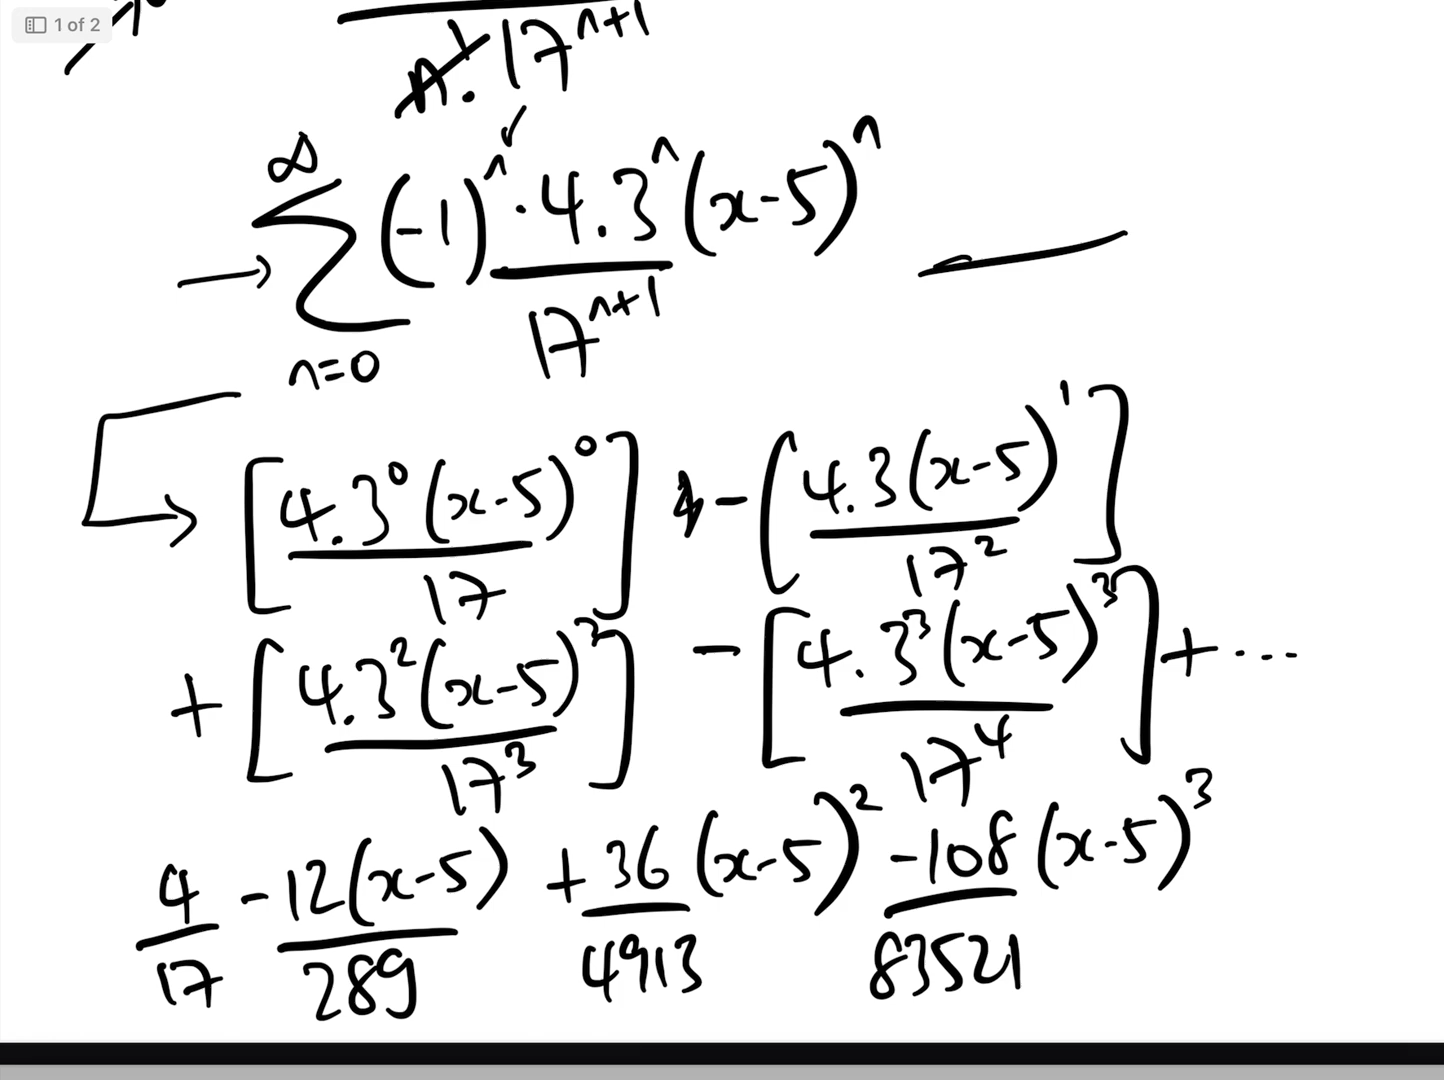 1 of 2
n! 17^{n+1}
∞
∑ (-1)^n · 4.3^n (x-5)^n
17^{n+1}
n=0
[4.3^0 (x-5)^0 / 17] - [4.3 (x-5)^1 / 17^2]
+ [4.3^2 (x-5)^3 / 17^3] - [4.3^3 (x-5)^3 / 17^4] + ...
4/17 - 12(x-5)/289 + 36/4913 (x-5)^2 - 108/83521 (x-5)^3